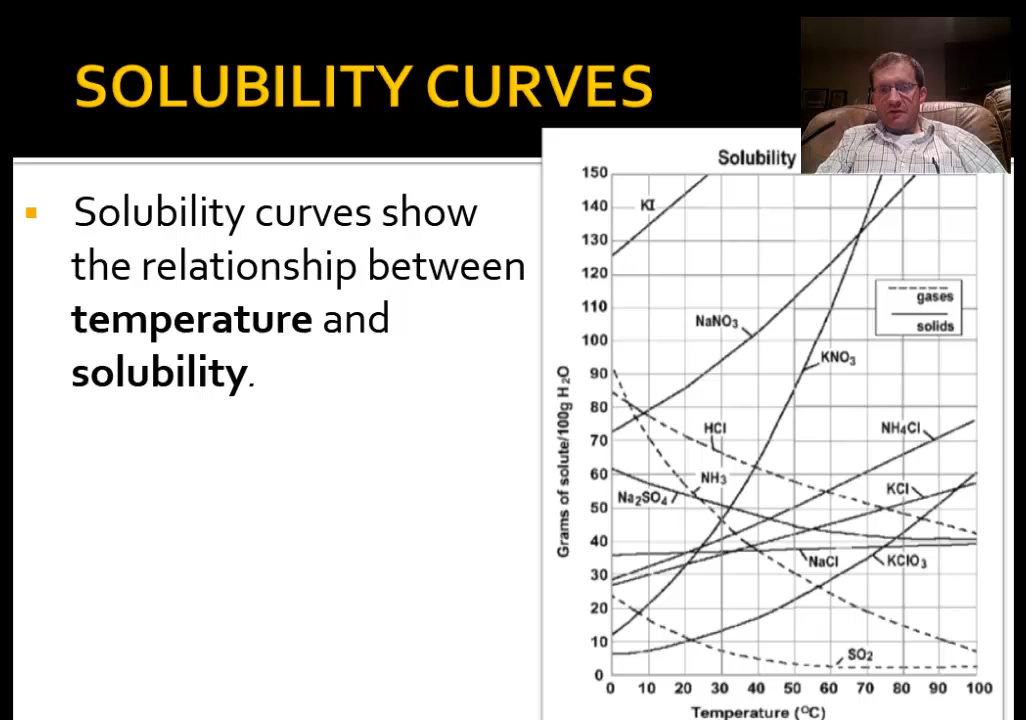 SOLUBILITY CURVES
Solubility curves show
the relationship between
temperature and
solubility.
Solubility
150
140
130
120
110
100
90
80
70
60
50
40
30
20
10
0
Grams of solute/100g H₂O
KI
NaNO₃
gases
solids
KNO₃
HCl
NH₄Cl
NH₃
Na₂SO₄
KCl
NaCl
KClO₃
SO₂
0 10 20 30 40 50 60 70 80 90 100
Temperature (ºC)